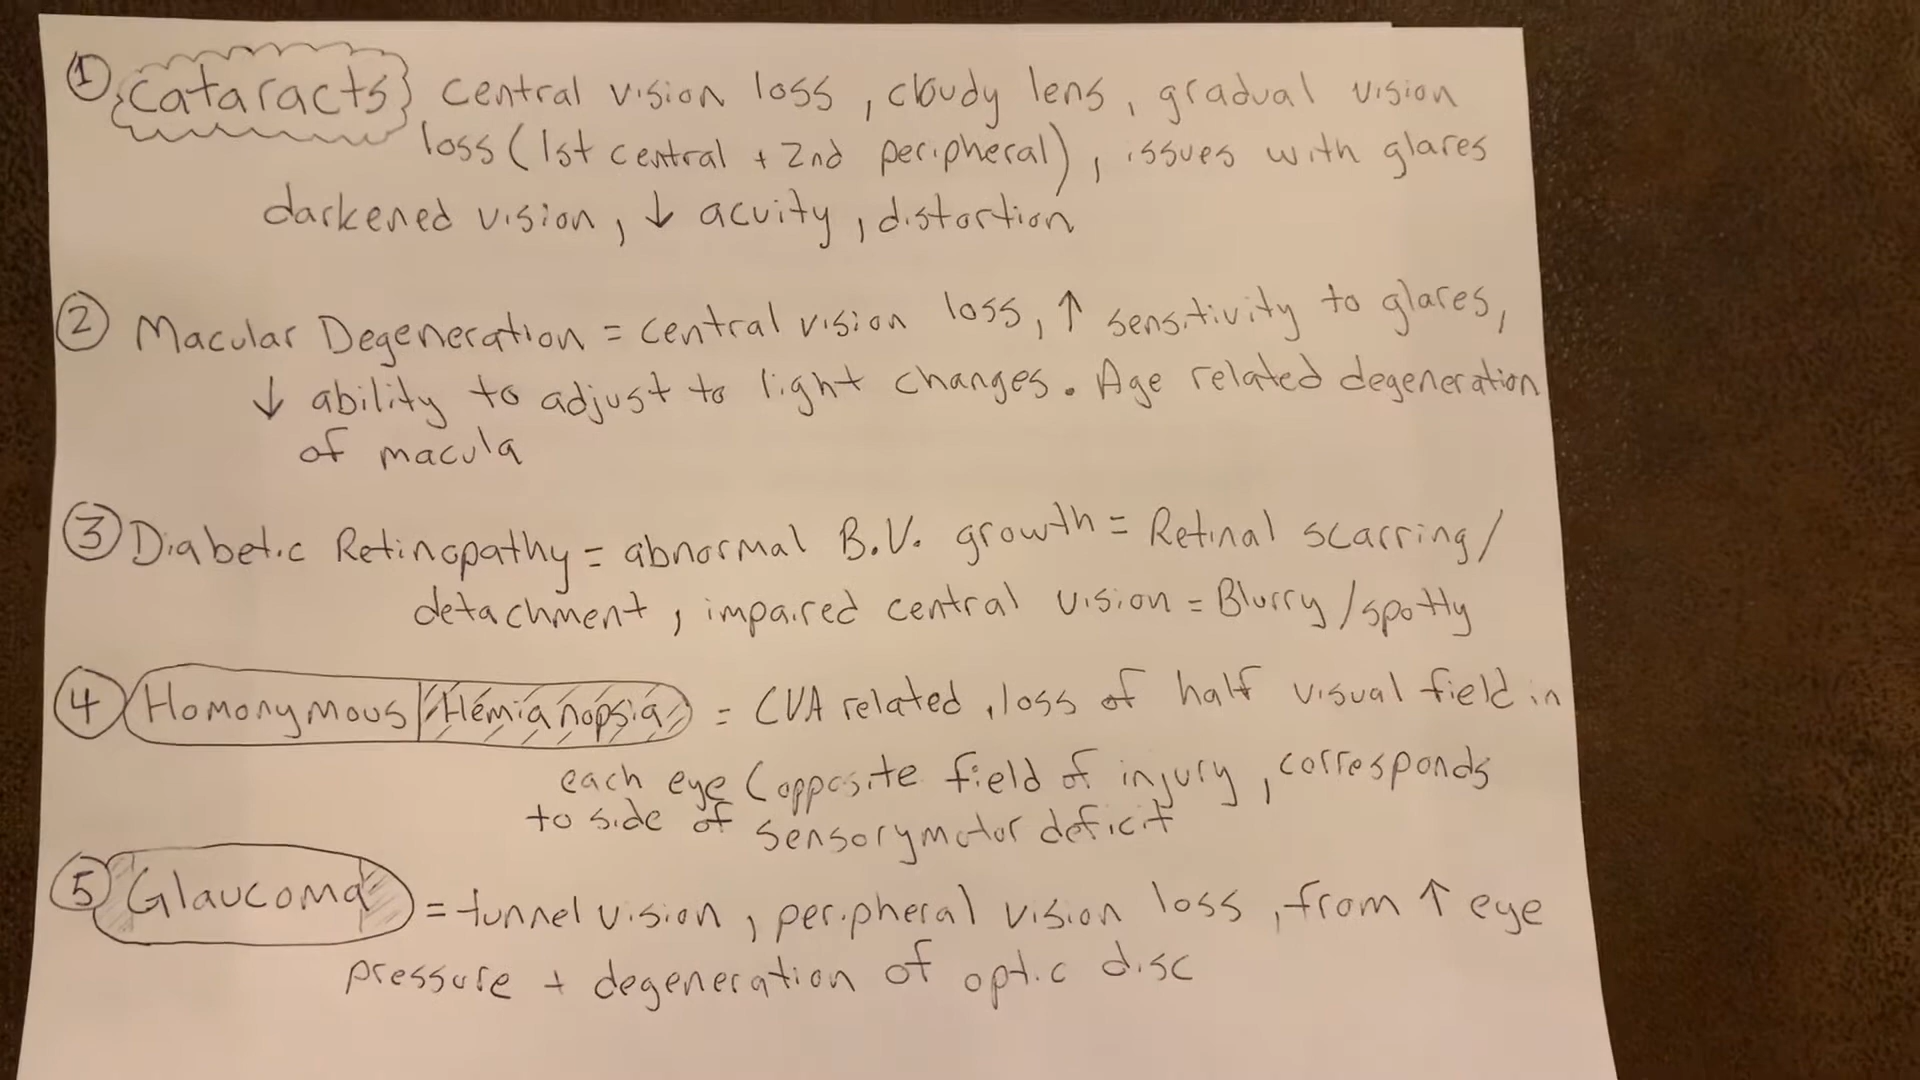 ① Cataracts central vision loss, cloudy lens, gradual vision
loss (1st central + 2nd peripheral), issues with glares
darkened vision, ↓ acuity, distortion
② Macular Degeneration = central vision loss, ↑ sensitivity to glares,
↓ ability to adjust to light changes. Age related degeneration
of macula
③ Diabetic Retinopathy = abnormal B.V. growth = Retinal scarring/
detachment, impaired central vision = Blurry/spotty
④ Homonymous Hemianopsia = CVA related, loss of half visual field in
each eye (opposite field of injury, corresponds
to side of sensorymotor deficit
⑤ Glaucoma = tunnel vision, peripheral vision loss, from ↑ eye
pressure + degeneration of optic disc